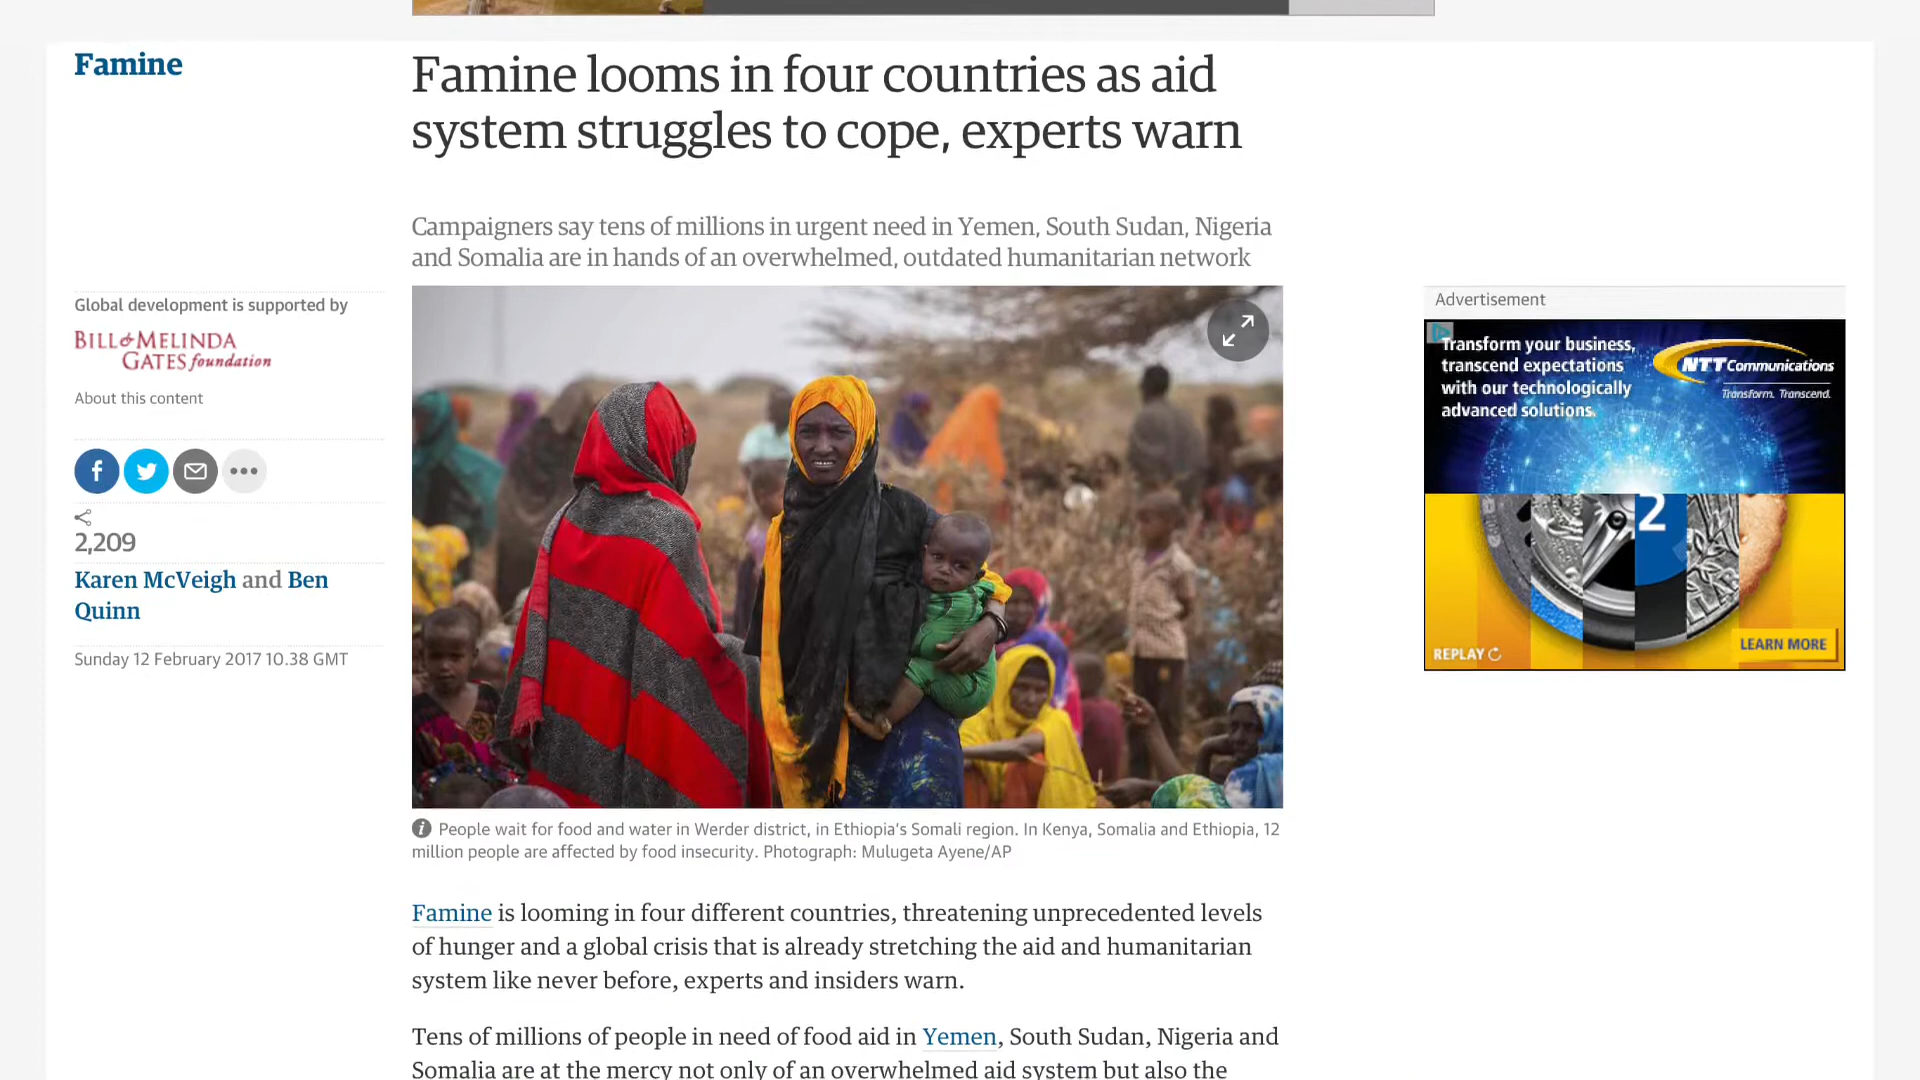 Famine
Famine looms in four countries as aid
system struggles to cope, experts warn
Campaigners say tens of millions in urgent need in Yemen, South Sudan, Nigeria
and Somalia are in hands of an overwhelmed, outdated humanitarian network
Global development is supported by
BILL & MELINDA
GATES foundation
About this content
2,209
Karen McVeigh and Ben
Quinn
Sunday 12 February 2017 10.38 GMT
Advertisement
Transform your business,
transcend expectations
with our technologically
advanced solutions.
NTT Communications
Transform. Transcend.
2
LEARN MORE
REPLAY
People wait for food and water in Werder district, in Ethiopia's Somali region. In Kenya, Somalia and Ethiopia, 12
million people are affected by food insecurity. Photograph: Mulugeta Ayene/AP
Famine is looming in four different countries, threatening unprecedented levels
of hunger and a global crisis that is already stretching the aid and humanitarian
system like never before, experts and insiders warn.
Tens of millions of people in need of food aid in Yemen, South Sudan, Nigeria and
Somalia are at the mercy not only of an overwhelmed aid system but also the